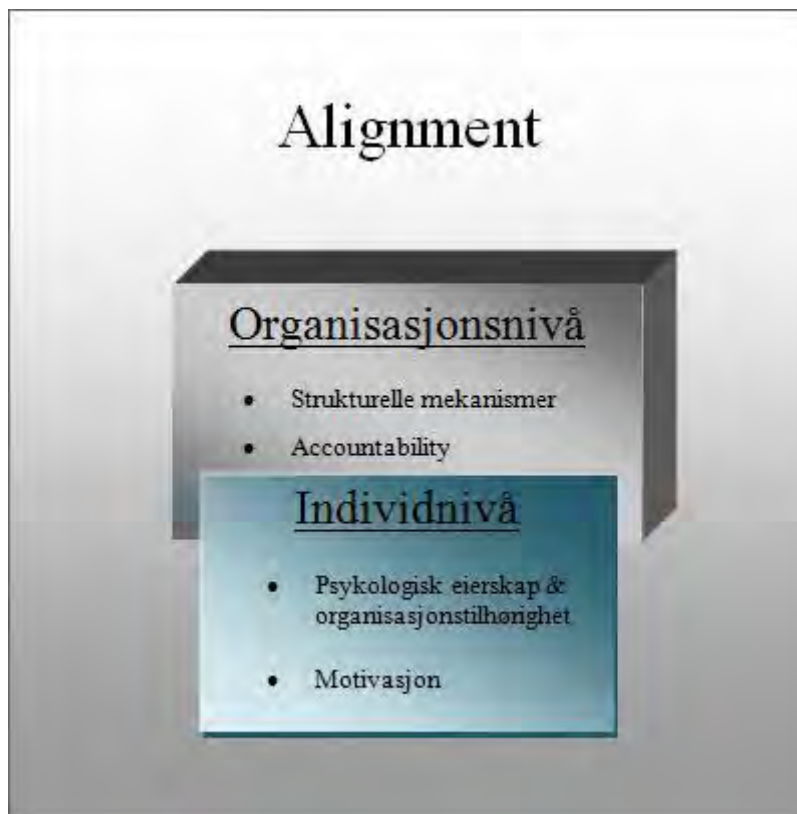 Alignment
Organisasjonsnivå
• Strukturelle mekanismer
• Accountability
Individnivå
• Psykologisk eierskap &
organisasjonstilhørighet
• Motivasjon